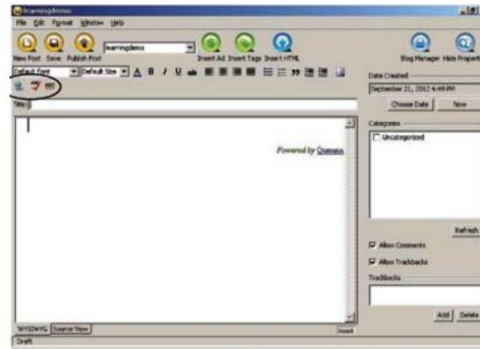 learningdemo:
File Edit Format Window Help
learningdemo
New Post Save Publish Post Insert Ad Insert Tags Insert HTML Blog Manager Hide Properti
Default Font Default Size A B I U ab
Date Created
September 21, 2012 4:49 PM
Choose Date Now
Title
Categories
Uncategorized
Powered by Qumana
Refresh
Allow Comments
Allow Trackbacks
Trackbacks
Add Delete
WYSIWYG Source View Insert
Draft